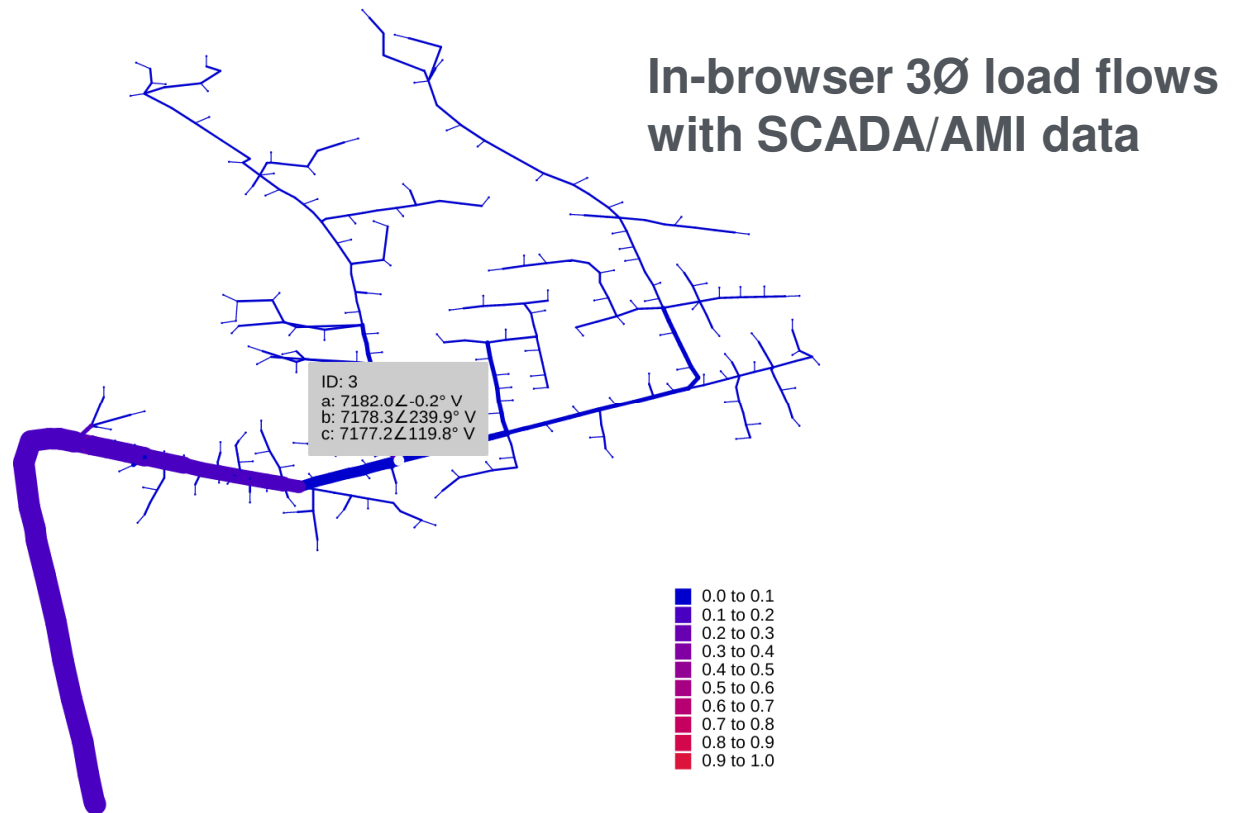 In-browser 3Ø load flows
with SCADA/AMI data
ID: 3
a: 7182.0∠-0.2° V
b: 7178.3∠239.9° V
c: 7177.2∠119.8° V
0.0 to 0.1
0.1 to 0.2
0.2 to 0.3
0.3 to 0.4
0.4 to 0.5
0.5 to 0.6
0.6 to 0.7
0.7 to 0.8
0.8 to 0.9
0.9 to 1.0